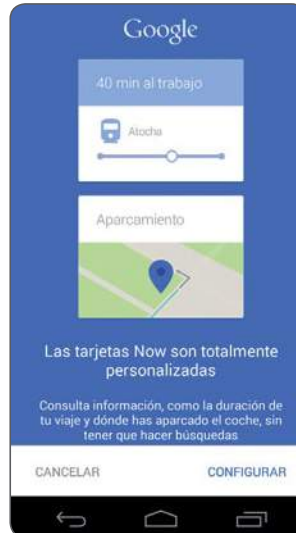 Google
40 min al trabajo
Atocha
Aparcamiento
Las tarjetas Now son totalmente
personalizadas
Consulta información, como la duración de
tu viaje y dónde has aparcado el coche, sin
tener que hacer búsquedas
CANCELAR CONFIGURAR